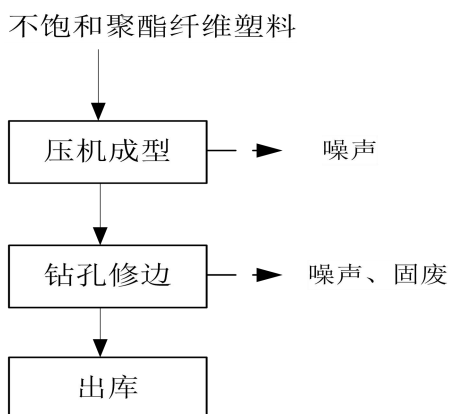 不饱和聚酯纤维塑料
压机成型
噪声
钻孔修边
噪声、固废
出库